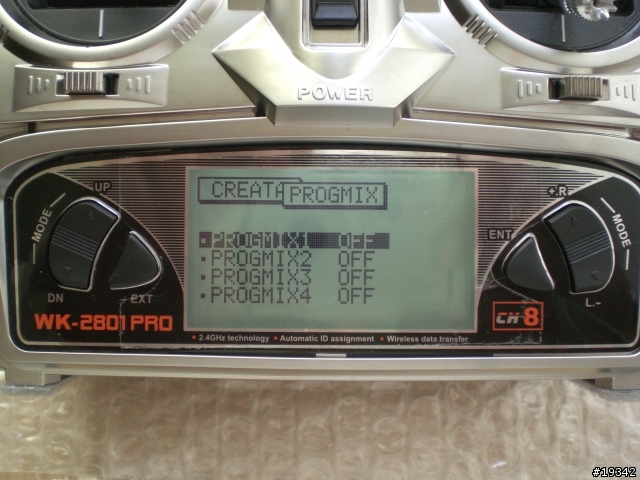 POWER
CREATA PROGMIX
PROGMIX1 OFF
PROGMIX2 OFF
PROGMIX3 OFF
PROGMIX4 OFF
UP
MODE
DN
EXT
+R
MODE
ENT
L.-
WK-2801 PRO
CH 8
• 2.4GHz technology • Automatic ID assignment • Wireless data transfer
#19342